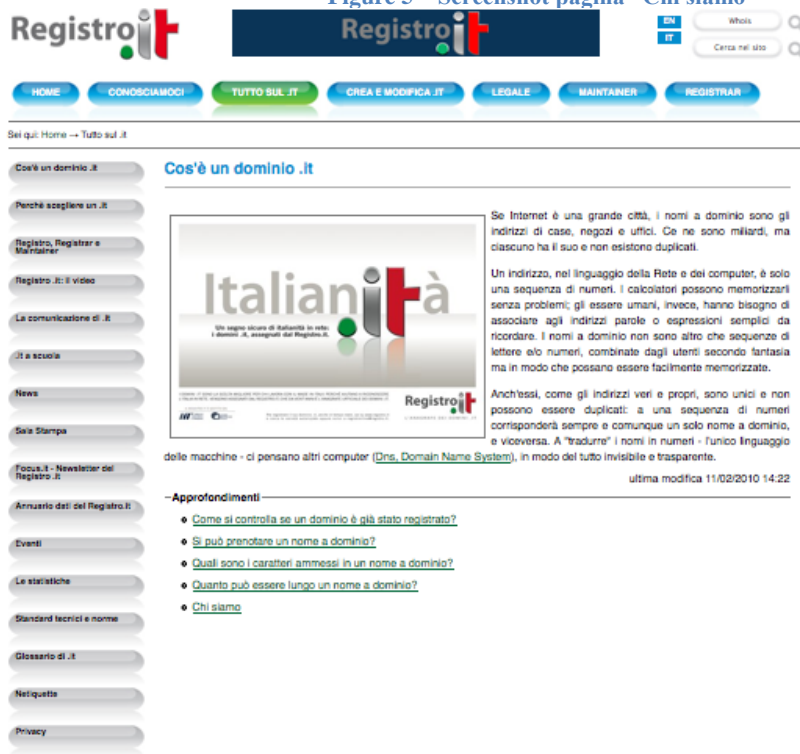 Figure 3 - Screenshot pagina "Chi siamo"
Registro.it
Registro.it
EN
IT
Whois
Cerca nel sito
HOME
CONOSCIAMOCI
TUTTO SUL .IT
CREA E MODIFICA .IT
LEGALE
MAINTAINER
REGISTRAR
Sei qui: Home → Tutto sul .it
Cos'è un dominio .it
Perchè scegliere un .it
Registro, Registrar e
Maintainer
Registro .it: il video
La comunicazione di .it
.it a scuola
News
Sala Stampa
Focus.it - Newsletter del
Registro .it
Annuario dati del Registro.it
Eventi
Le statistiche
Standard tecnici e norme
Glossario di .it
Netiquette
Privacy
Cos'è un dominio .it
Italianità
Un segno sicuro di italianità in rete:
i domini .it, assegnati dal Registro.it.
Registro.it
Se Internet è una grande città, i nomi a dominio sono gli
indirizzi di case, negozi e uffici. Ce ne sono miliardi, ma
ciascuno ha il suo e non esistono duplicati.
Un indirizzo, nel linguaggio della Rete e dei computer, è solo
una sequenza di numeri. I calcolatori possono memorizzarli
senza problemi; gli essere umani, invece, hanno bisogno di
associare agli indirizzi parole o espressioni semplici da
ricordare. I nomi a dominio non sono altro che sequenze di
lettere e/o numeri, combinate dagli utenti secondo fantasia
ma in modo che possano essere facilmente memorizzate.
Anch'essi, come gli indirizzi veri e propri, sono unici e non
possono essere duplicati: a una sequenza di numeri
corrisponderà sempre e comunque un solo nome a dominio,
e viceversa. A "tradurre" i nomi in numeri - l'unico linguaggio
delle macchine - ci pensano altri computer (Dns, Domain Name System), in modo del tutto invisibile e trasparente.
ultima modifica 11/02/2010 14:22
Approfondimenti
Come si controlla se un dominio è già stato registrato?
Si può prenotare un nome a dominio?
Quali sono i caratteri ammessi in un nome a dominio?
Quanto può essere lungo un nome a dominio?
Chi siamo